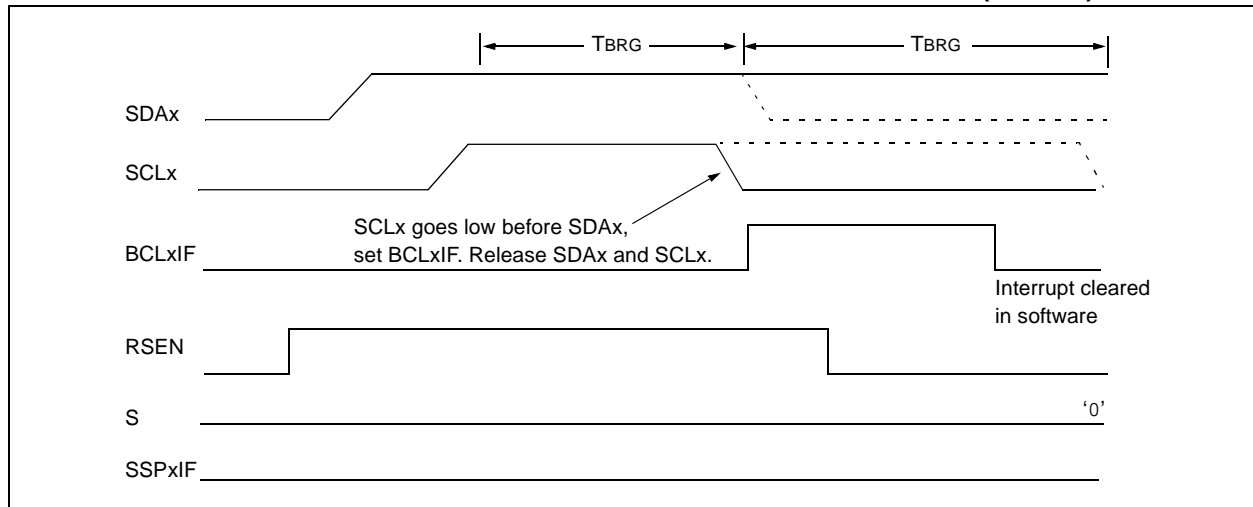 TBRG
TBRG
SDAx
SCLx
SCLx goes low before SDAx,
set BCLxIF. Release SDAx and SCLx.
BCLxIF
Interrupt cleared
in software
RSEN
S
‘0’
SSPxIF